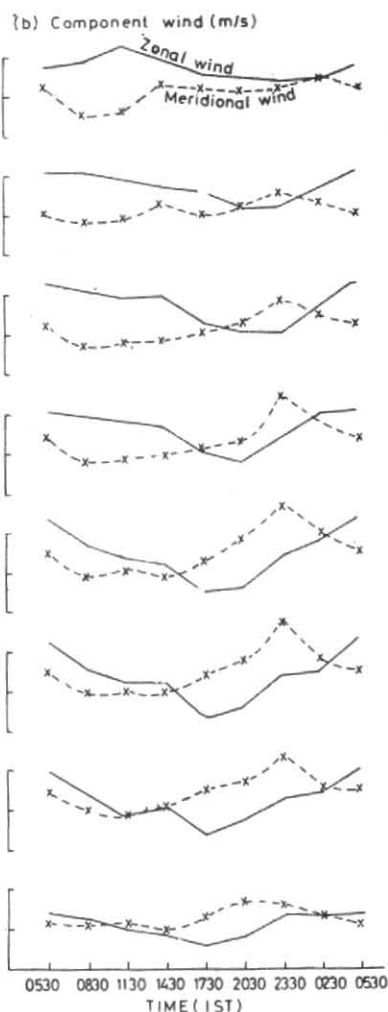 (b) Component wind (m/s)
Zonal wind
Meridional wind
0530 0830 1130 1430 1730 2030 2330 0230 0530
TIME(IST)